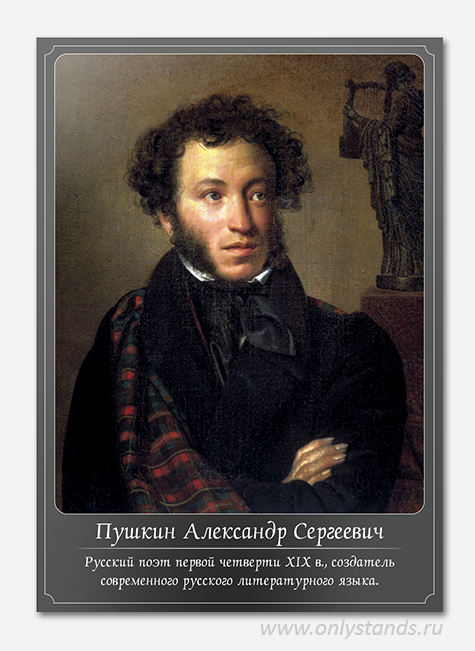 Пушкин Александр Сергеевич
Русский поэт первой четверти XIX в., создатель
современного русского литературного языка.
www.onlystands.ru